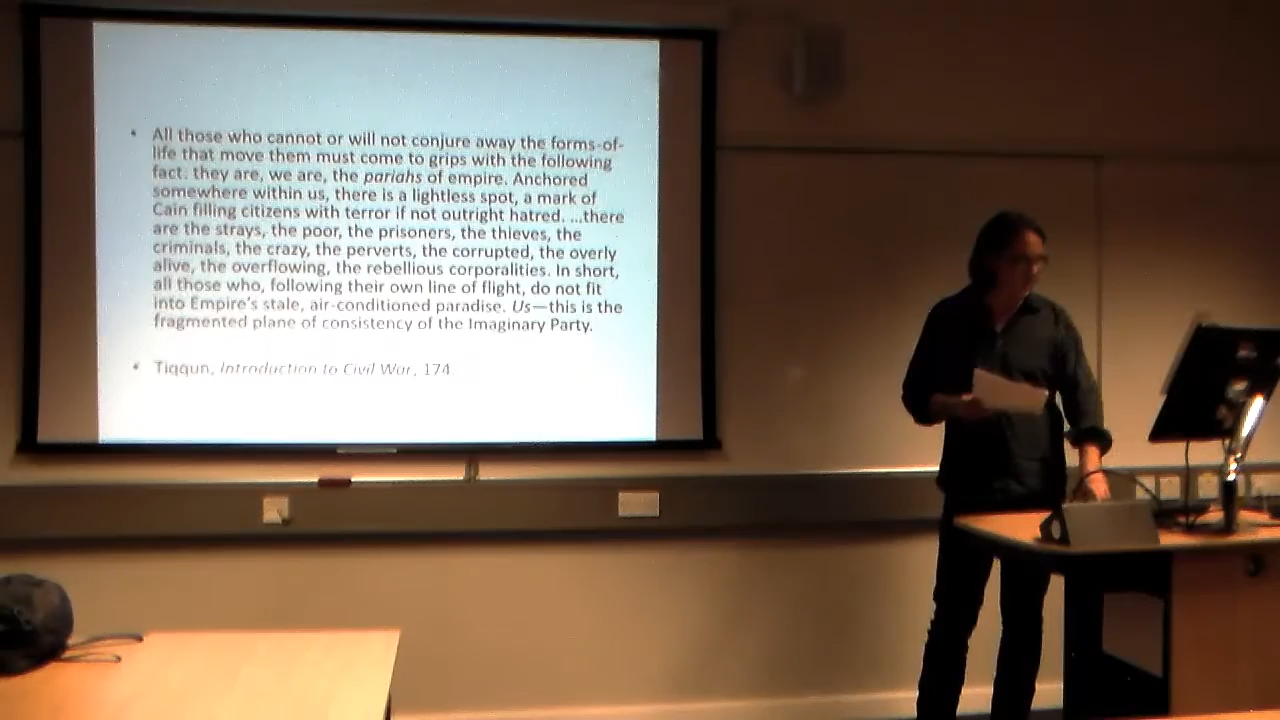 • All those who cannot or will not conjure away the forms-of-
life that move them must come to grips with the following
fact: they are, we are, the pariahs of empire. Anchored
somewhere within us, there is a lightless spot, a mark of
Cain filling citizens with terror if not outright hatred. ...there
are the strays, the poor, the prisoners, the thieves, the
criminals, the crazy, the perverts, the corrupted, the overly
alive, the overflowing, the rebellious corporalities. In short,
all those who, following their own line of flight, do not fit
into Empire's stale, air-conditioned paradise. Us—this is the
fragmented plane of consistency of the Imaginary Party.
• Tiqqun, Introduction to Civil War, 174